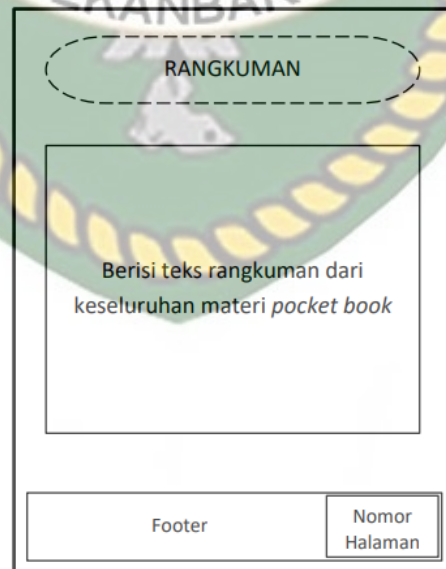 RANGKUMAN
Berisi teks rangkuman dari
keseluruhan materi pocket book
Footer
Nomor
Halaman